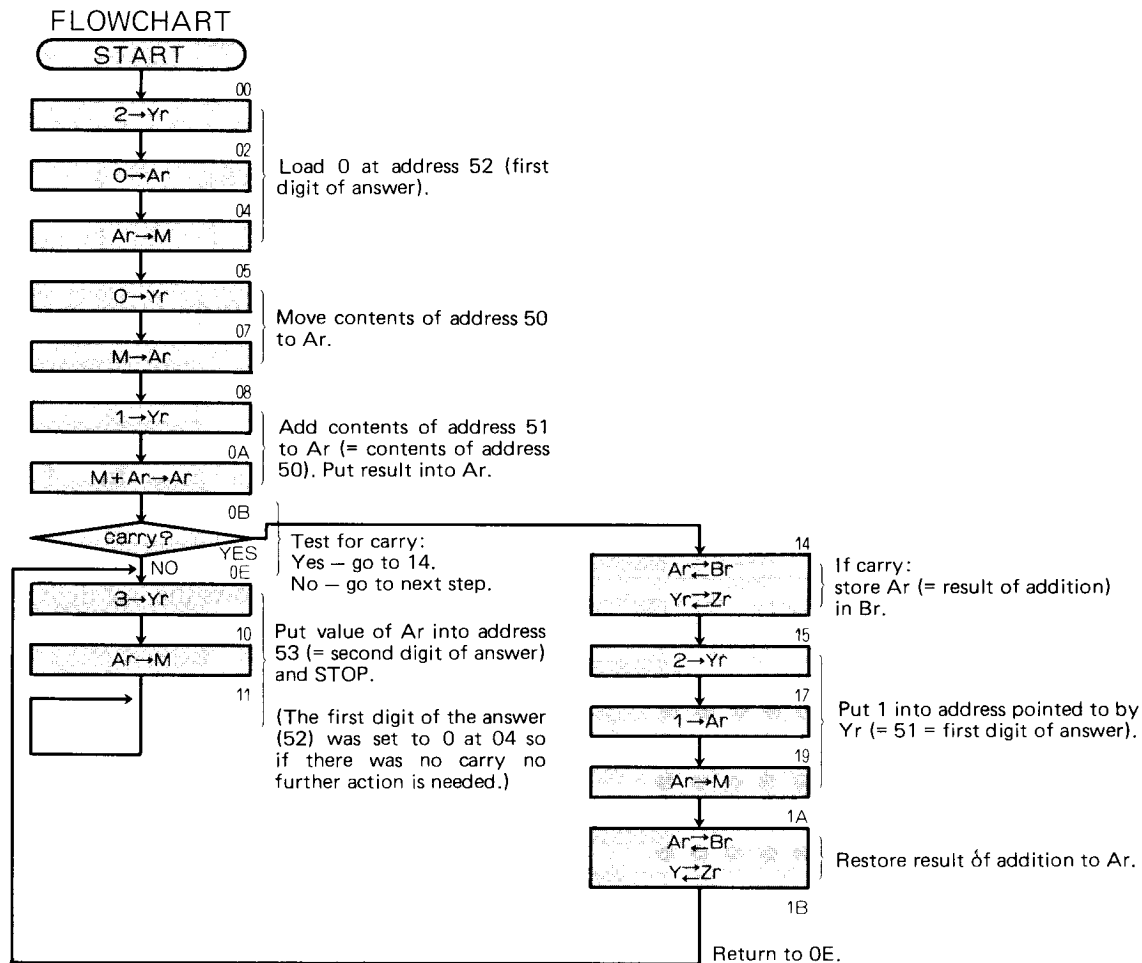 FLOWCHART
START
00
2→Yr
02
0→Ar
04
Ar→M
Load 0 at address 52 (first
digit of answer).
05
0→Yr
07
M→Ar
Move contents of address 50
to Ar.
08
1→Yr
0A
M+Ar→Ar
Add contents of address 51
to Ar (= contents of address
50). Put result into Ar.
0B
carry?
YES
NO
Test for carry:
Yes – go to 14.
No – go to next step.
0E
3→Yr
10
Ar→M
11
Put value of Ar into address
53 (= second digit of answer)
and STOP.
(The first digit of the answer
(52) was set to 0 at 04 so
if there was no carry no
further action is needed.)
14
Ar⇄Br
Yr⇄Zr
If carry:
store Ar (= result of addition)
in Br.
15
2→Yr
17
1→Ar
19
Ar→M
Put 1 into address pointed to by
Yr (= 51 = first digit of answer).
1A
Ar⇄Br
Y⇄Zr
Restore result of addition to Ar.
1B
Return to 0E.